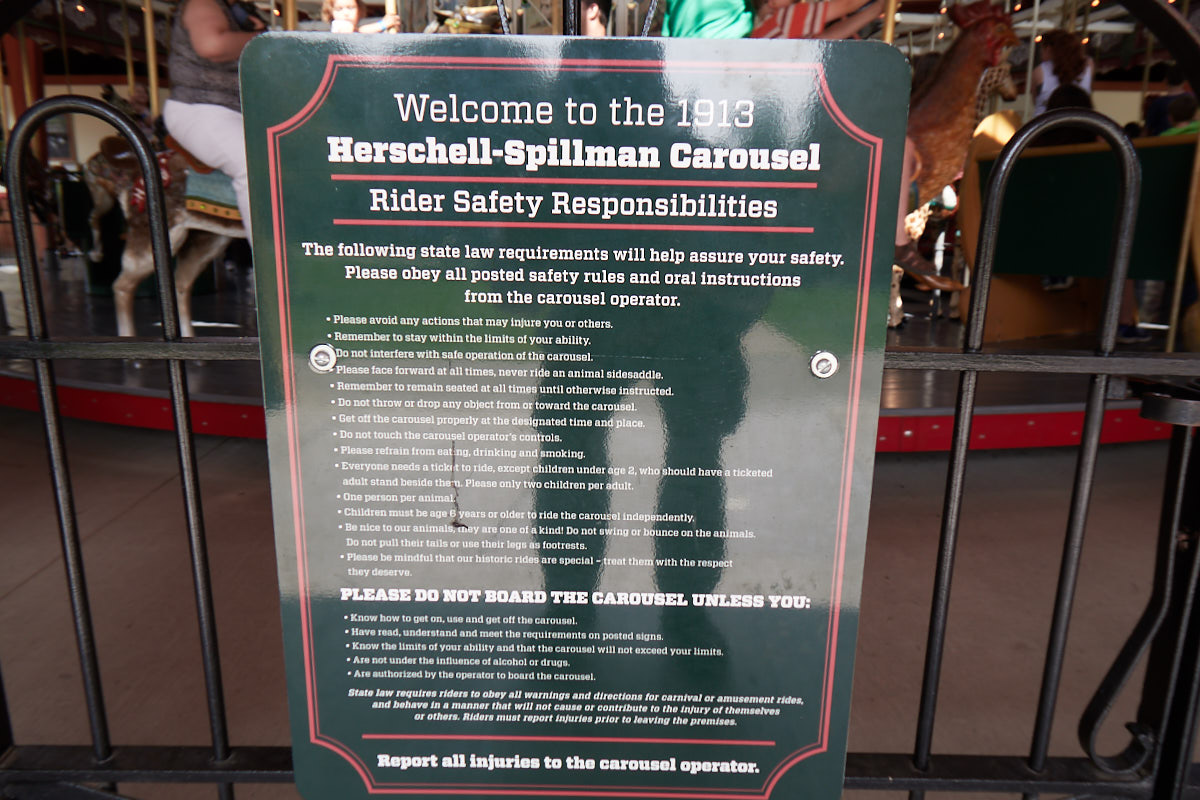 Welcome to the 1913
Herschell-Spillman Carousel
Rider Safety Responsibilities
The following state law requirements will help assure your safety.
Please obey all posted safety rules and oral instructions
from the carousel operator.
• Please avoid any actions that may injure you or others.
• Remember to stay within the limits of your ability.
Do not interfere with safe operation of the carousel.
• Please face forward at all times, never ride an animal sidesaddle.
• Remember to remain seated at all times until otherwise instructed.
• Do not throw or drop any object from or toward the carousel.
• Get off the carousel properly at the designated time and place.
• Do not touch the carousel operator's controls.
• Please refrain from eating, drinking and smoking.
• Everyone needs a ticket to ride, except children under age 2, who should have a ticketed
adult stand beside them. Please only two children per adult.
• One person per animal.
• Children must be age 6 years or older to ride the carousel independently.
• Be nice to our animals, they are one of a kind! Do not swing or bounce on the animals.
Do not pull their tails or use their legs as footrests.
• Please be mindful that our historic rides are special – treat them with the respect
they deserve.
PLEASE DO NOT BOARD THE CAROUSEL UNLESS YOU:
• Know how to get on, use and get off the carousel.
• Have read, understand and meet the requirements on posted signs.
• Know the limits of your ability and that the carousel will not exceed your limits.
• Are not under the influence of alcohol or drugs.
• Are authorized by the operator to board the carousel.
State law requires riders to obey all warnings and directions for carnival or amusement rides,
and behave in a manner that will not cause or contribute to the injury of themselves
or others. Riders must report injuries prior to leaving the premises.
Report all injuries to the carousel operator.